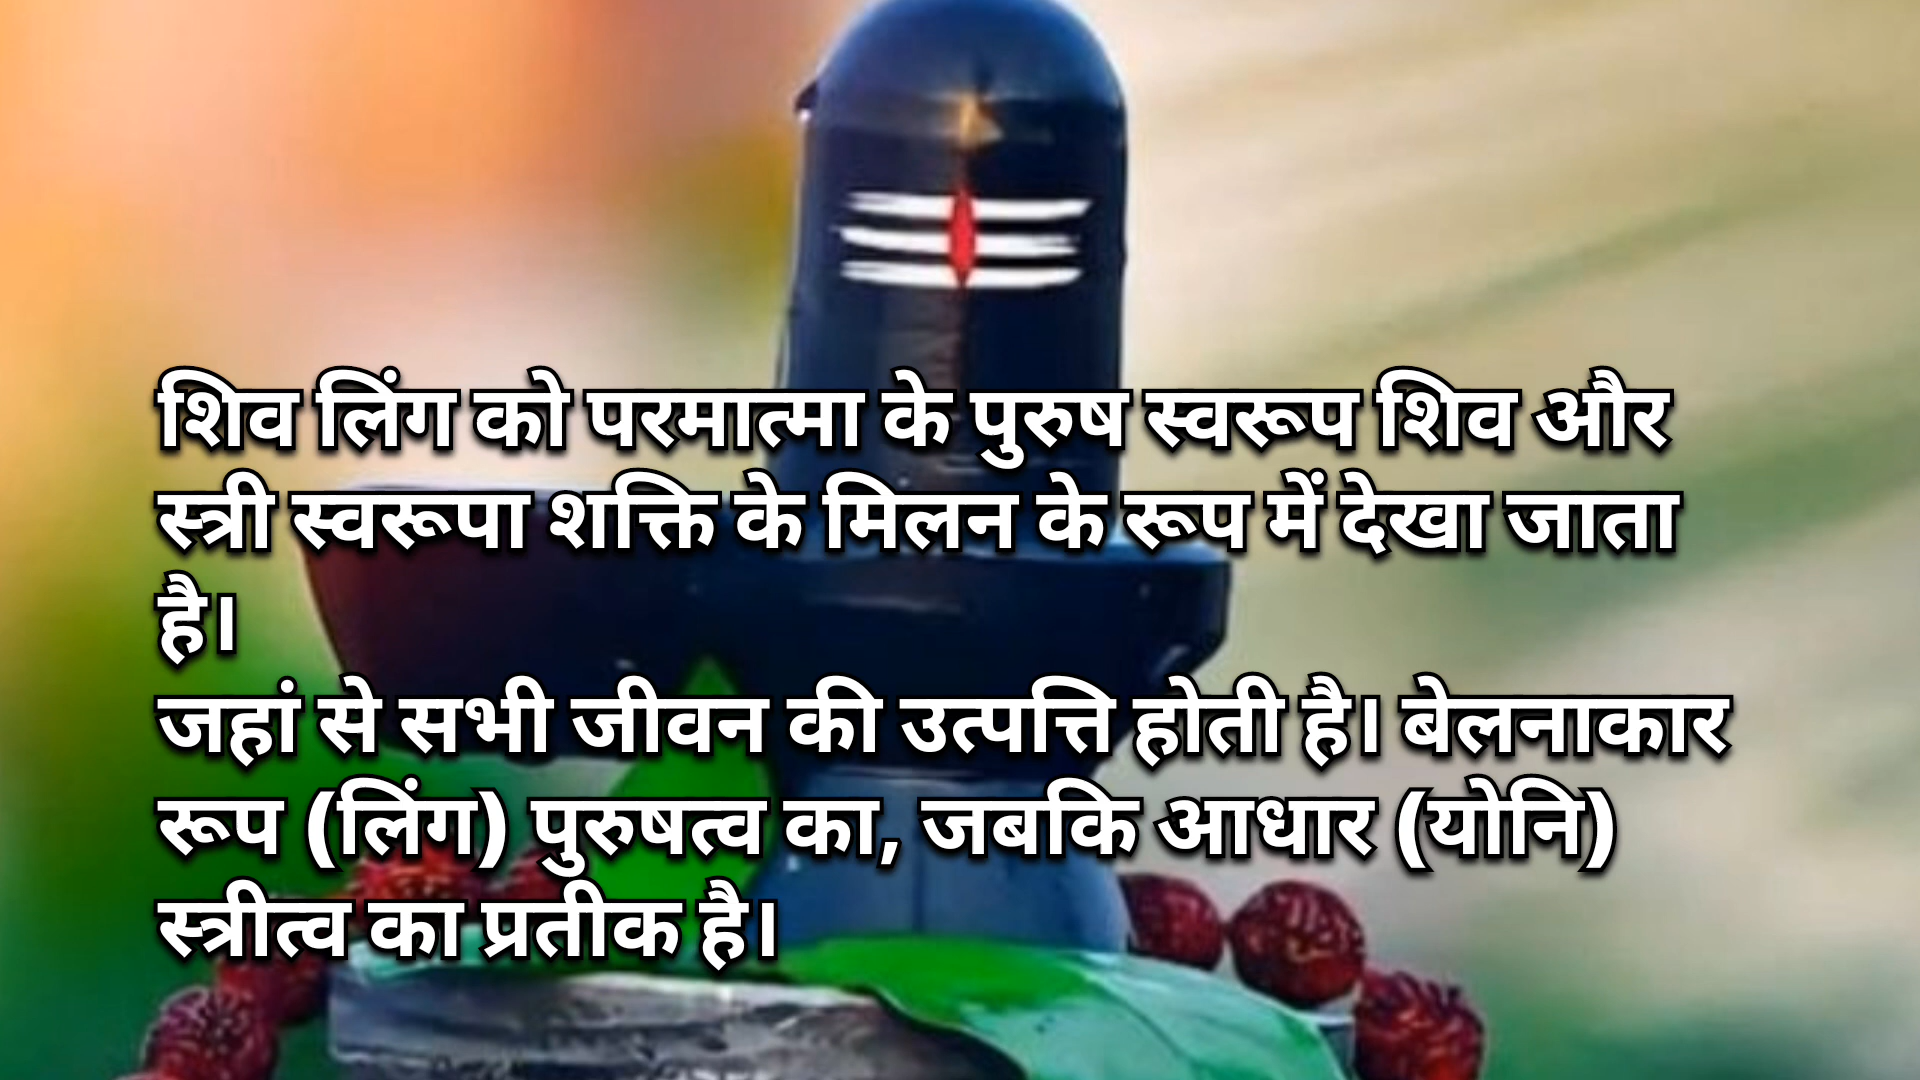 शिव लिंग को परमात्मा के पुरुष स्वरूप शिव और
स्त्री स्वरूपा शक्ति के मिलन के रूप में देखा जाता
है।
जहां से सभी जीवन की उत्पत्ति होती है। बेलनाकार
रूप (लिंग) पुरुषत्व का, जबकि आधार (योनि)
स्त्रीत्व का प्रतीक है।